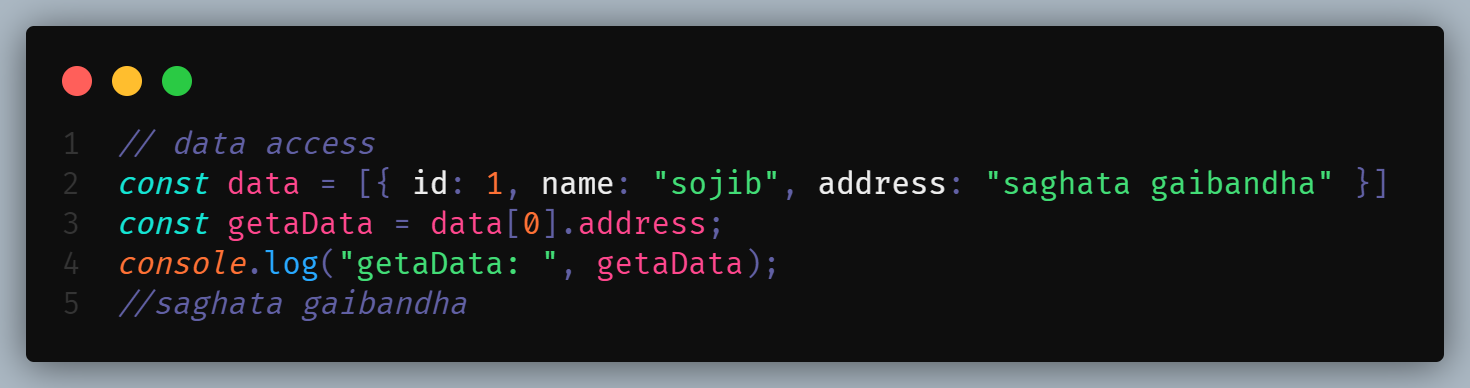 1 // data access
2 const data = [{ id: 1, name: "sojib", address: "saghata gaibandha" }]
3 const getaData = data[0].address;
4 console.log("getaData: ", getaData);
5 //saghata gaibandha